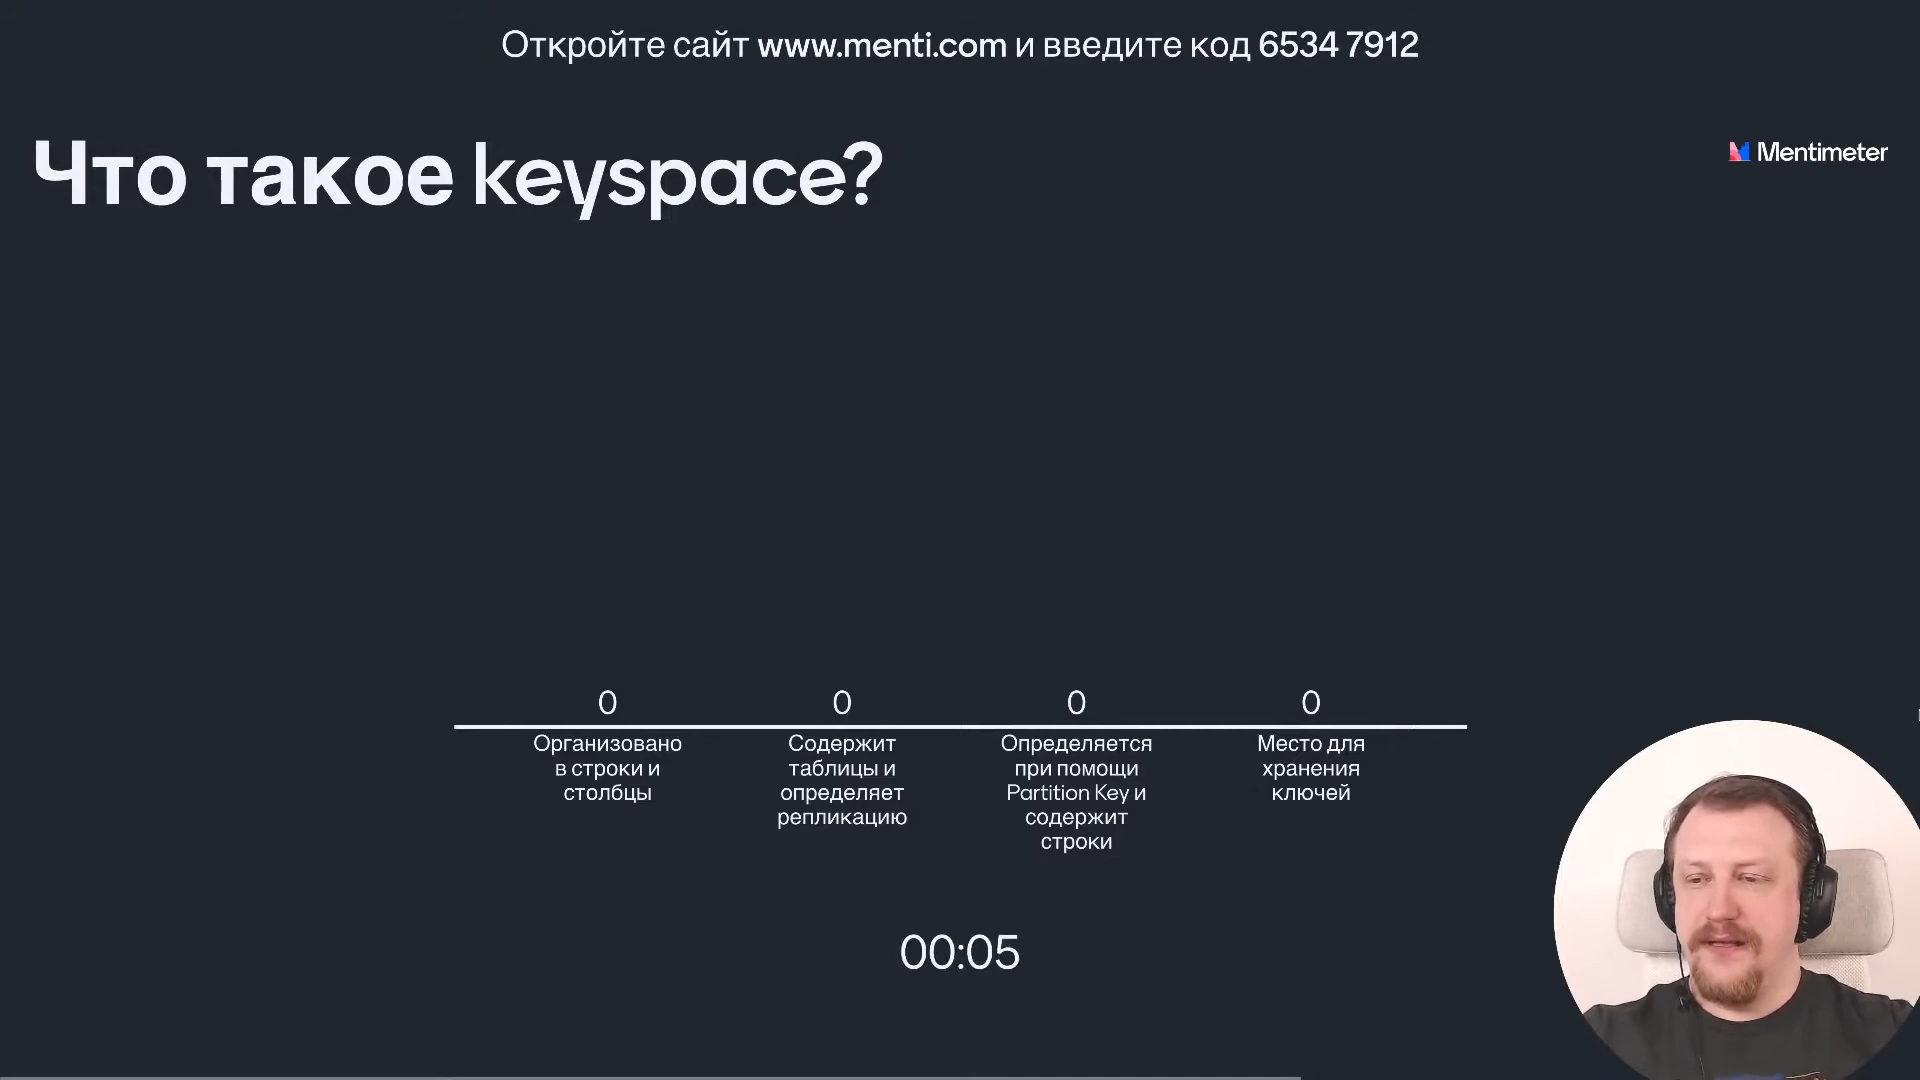 Откройте сайт www.menti.com и введите код 6534 7912
Что такое keyspace?
Mentimeter
0
0
0
0
Организовано
в строки и
столбцы
Содержит
таблицы и
определяет
репликацию
Определяется
при помощи
Partition Key и
содержит
строки
Место для
хранения
ключей
00:05